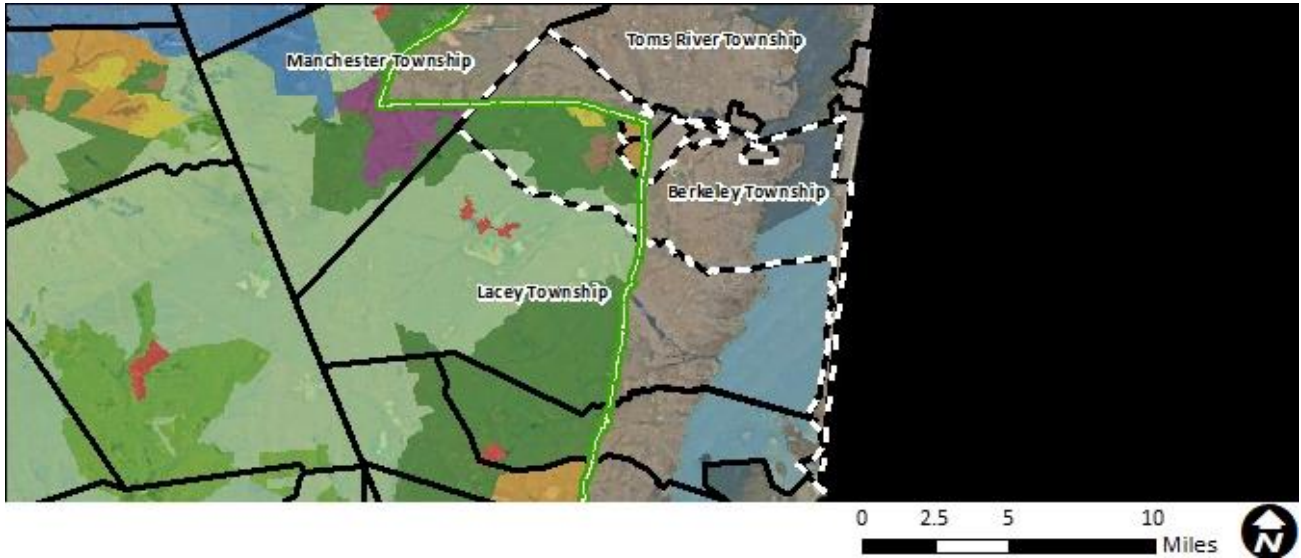 Toms River Township
Manchester Township
Berkeley Township
Lacey Township
0 2.5 5 10
Miles
N